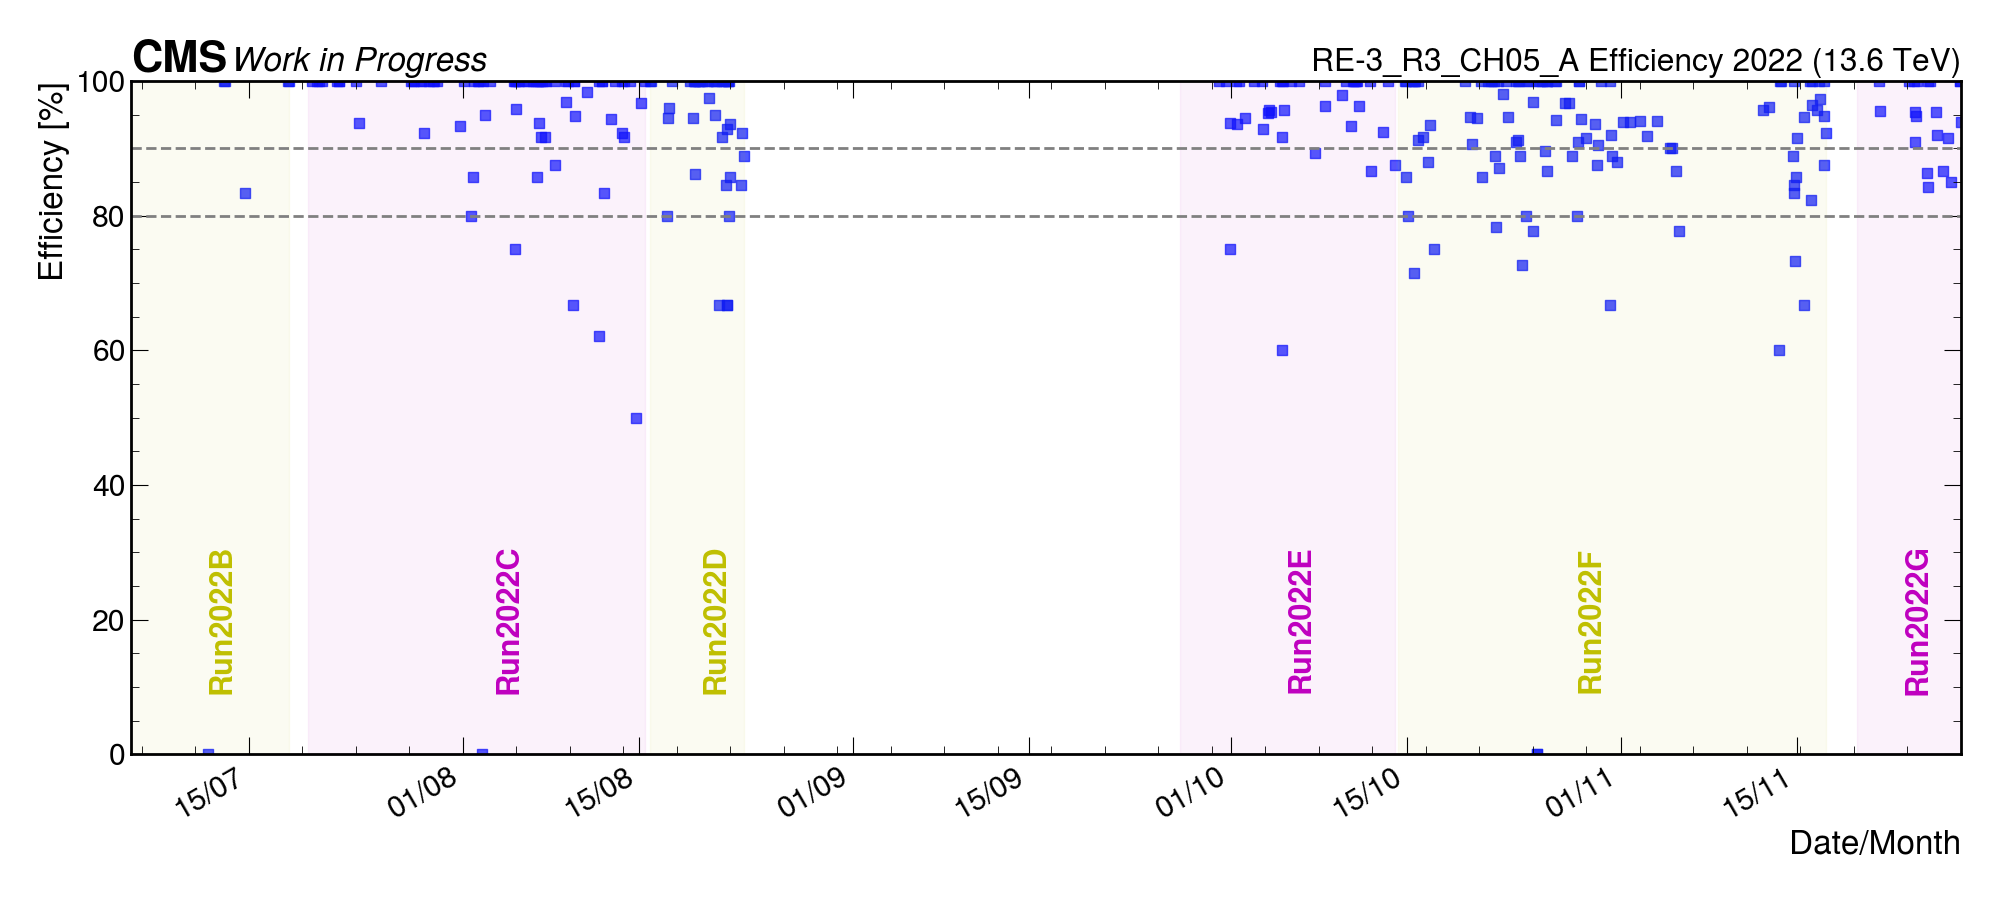 CMS Work in Progress
RE-3_R3_CH05_A Efficiency 2022 (13.6 TeV)
Efficiency [%]
100
80
60
40
20
0
Run2022B
Run2022C
Run2022D
Run2022E
Run2022F
Run2022G
15/07
01/08
15/08
01/09
15/09
01/10
15/10
01/11
15/11
Date/Month